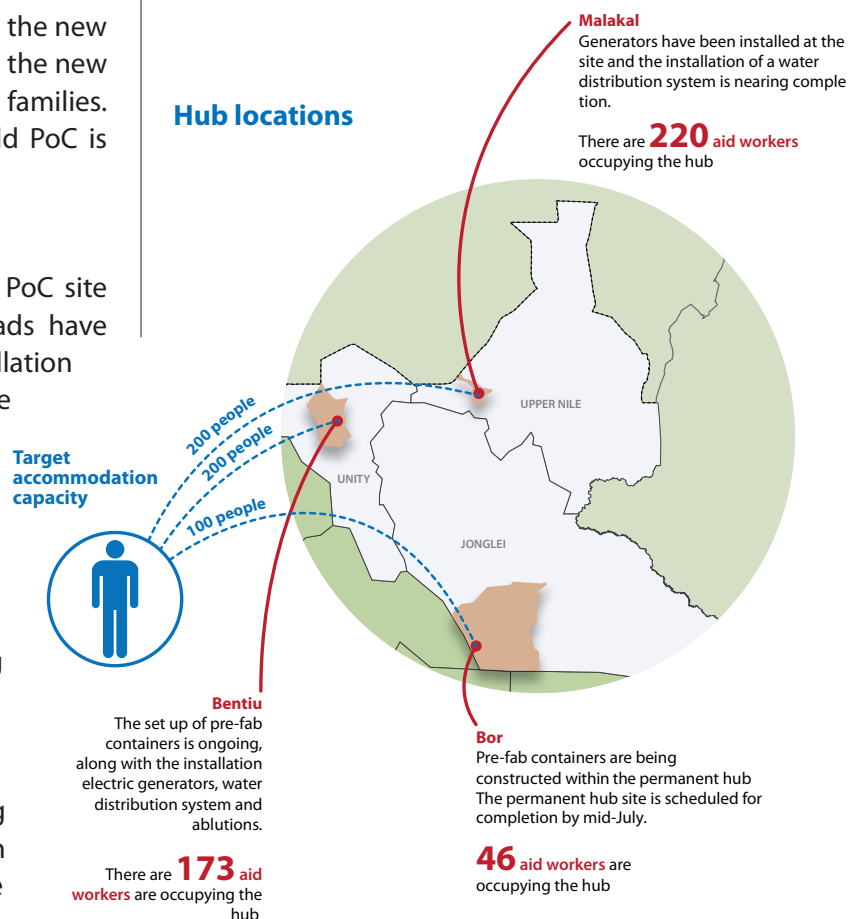 the new
the new
families.
ld PoC is
PoC site
ads have
llation
e
g
g
n
e
Hub locations
Malakal
Generators have been installed at the
site and the installation of a water
distribution system is nearing comple
tion.
There are 220 aid workers
occupying the hub
200 people
200 people
100 people
Target
accommodation
capacity
UPPER NILE
UNITY
JONGLEI
Bentiu
The set up of pre-fab
containers is ongoing,
along with the installation
electric generators, water
distribution system and
ablutions.
There are 173 aid
workers are occupying the
hub
Bor
Pre-fab containers are being
constructed within the permanent hub
The permanent hub site is scheduled for
completion by mid-July.
46 aid workers are
occupying the hub